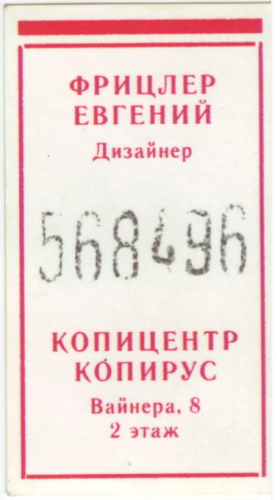 ФРИЦЛЕР
ЕВГЕНИЙ
Дизайнер
568496
КОПИЦЕНТР
КОПИРУС
Вайнера, 8
2 этаж